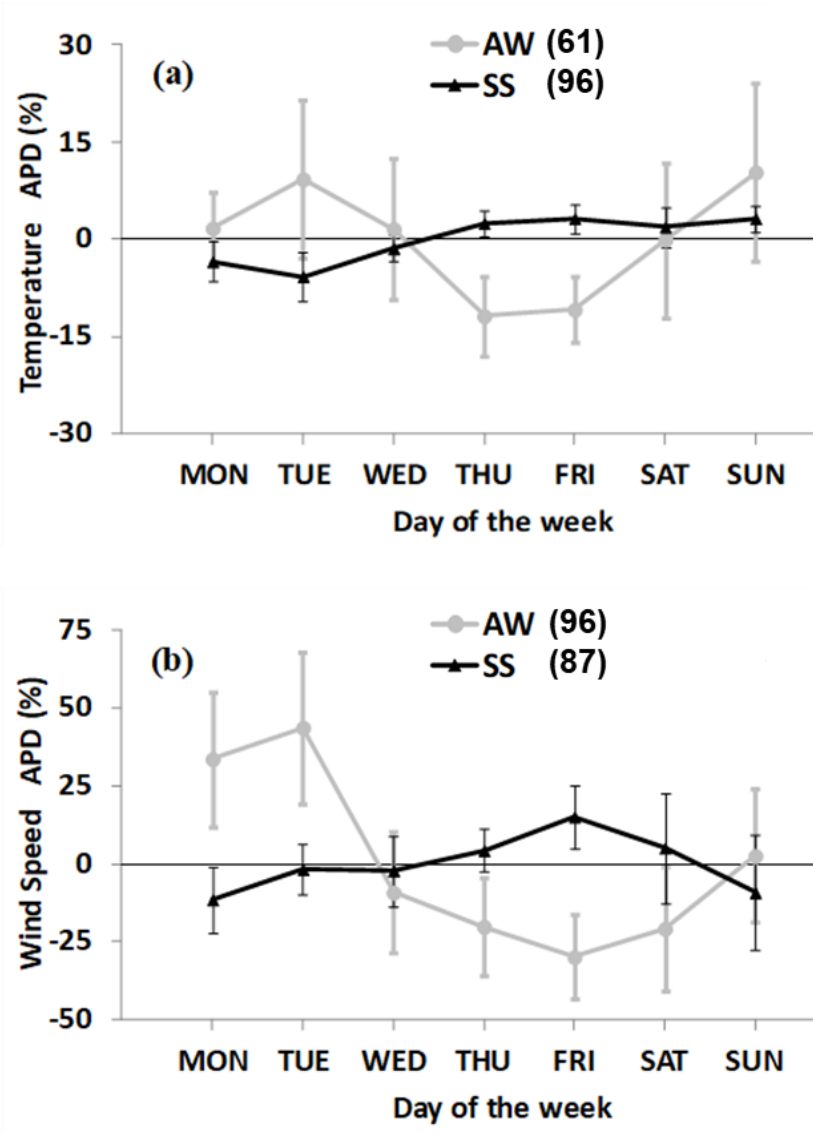 30
(a)
AW (61)
SS (96)
15
0
-15
-30
Temperature APD (%)
MON TUE WED THU FRI SAT SUN
Day of the week
75
(b)
AW (96)
SS (87)
50
25
0
-25
-50
Wind Speed APD (%)
MON TUE WED THU FRI SAT SUN
Day of the week